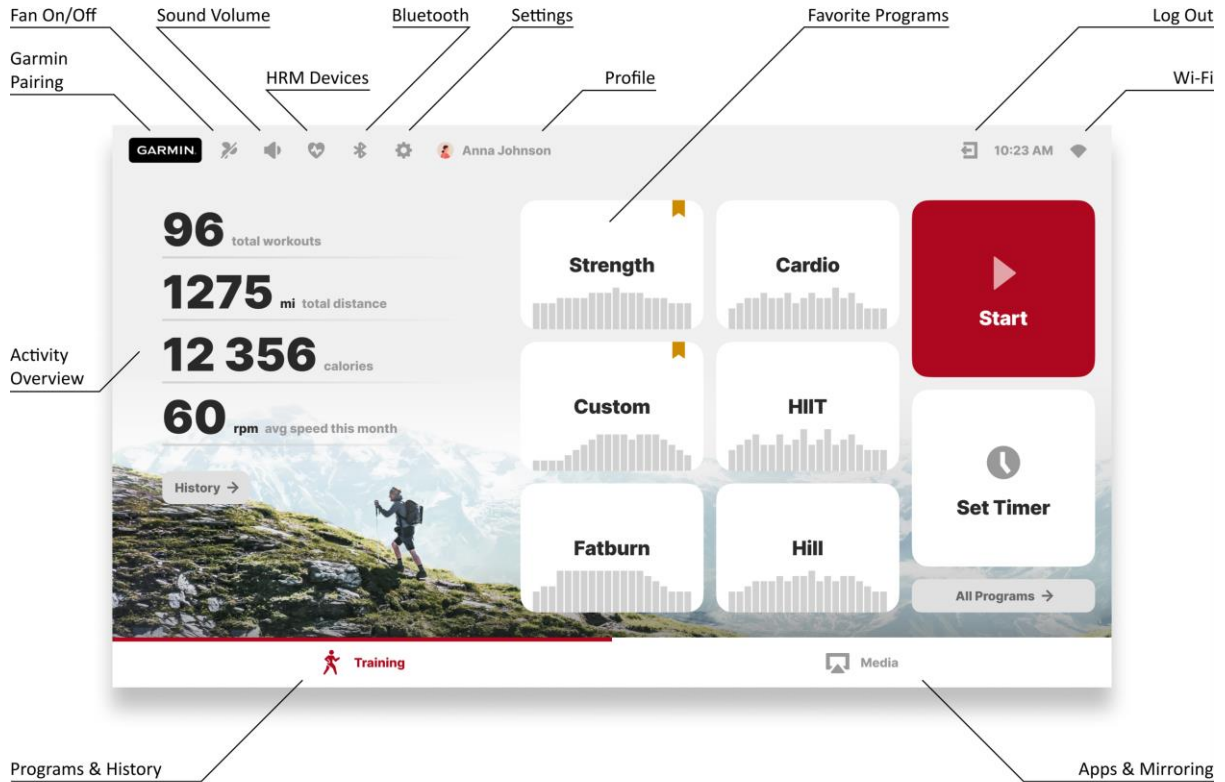 Fan On/Off
Sound Volume
Bluetooth
Settings
Favorite Programs
Log Out
Garmin
Pairing
HRM Devices
Profile
Wi-Fi
GARMIN
Anna Johnson
10:23 AM
96 total workouts
1275 mi total distance
12 356 calories
60 rpm avg speed this month
History →
Strength
Cardio
Start
Custom
HIIT
Set Timer
Fatburn
Hill
All Programs →
Activity
Overview
Training
Media
Programs & History
Apps & Mirroring